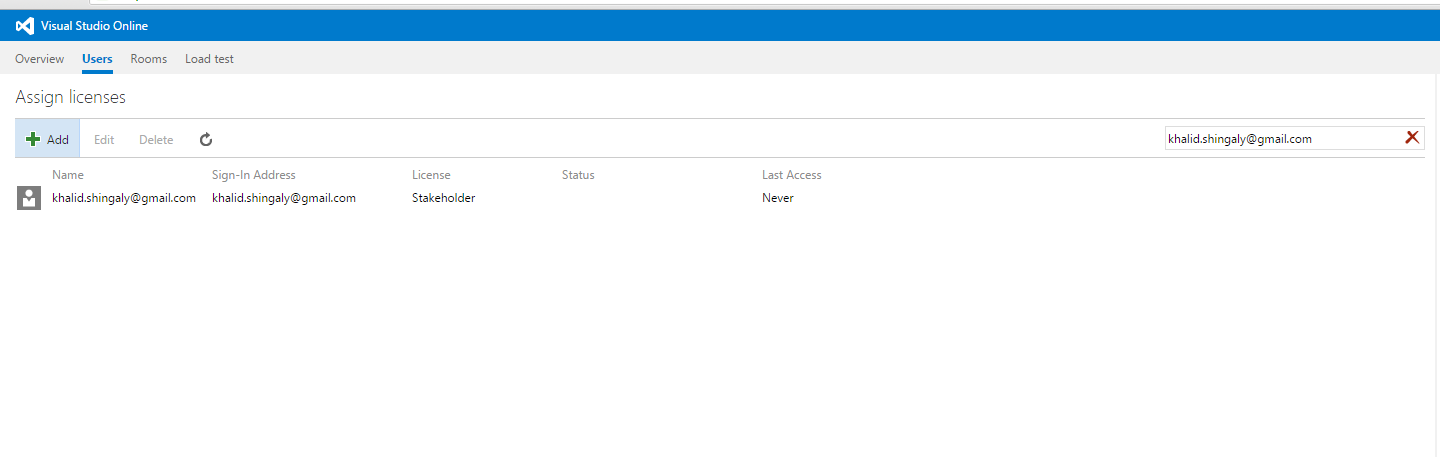 Visual Studio Online
Overview Users Rooms Load test
Assign licenses
Add Edit Delete khalid.shingaly@gmail.com
Name Sign-In Address License Status Last Access
khalid.shingaly@gmail.com khalid.shingaly@gmail.com Stakeholder Never